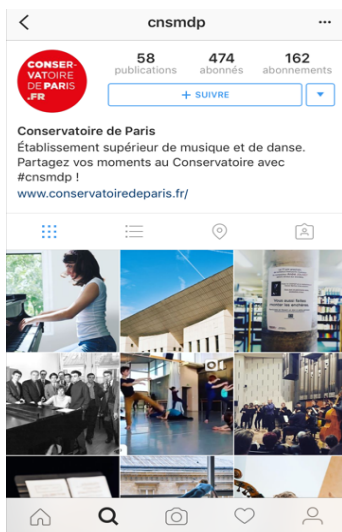 cnsmdp
CONSER-
VATOIRE
DE PARIS
.FR
58 474 162
publications abonnés abonnements
+ SUIVRE
Conservatoire de Paris
Établissement supérieur de musique et de danse.
Partagez vos moments au Conservatoire avec
#cnsmdp !
www.conservatoiredeparis.fr/